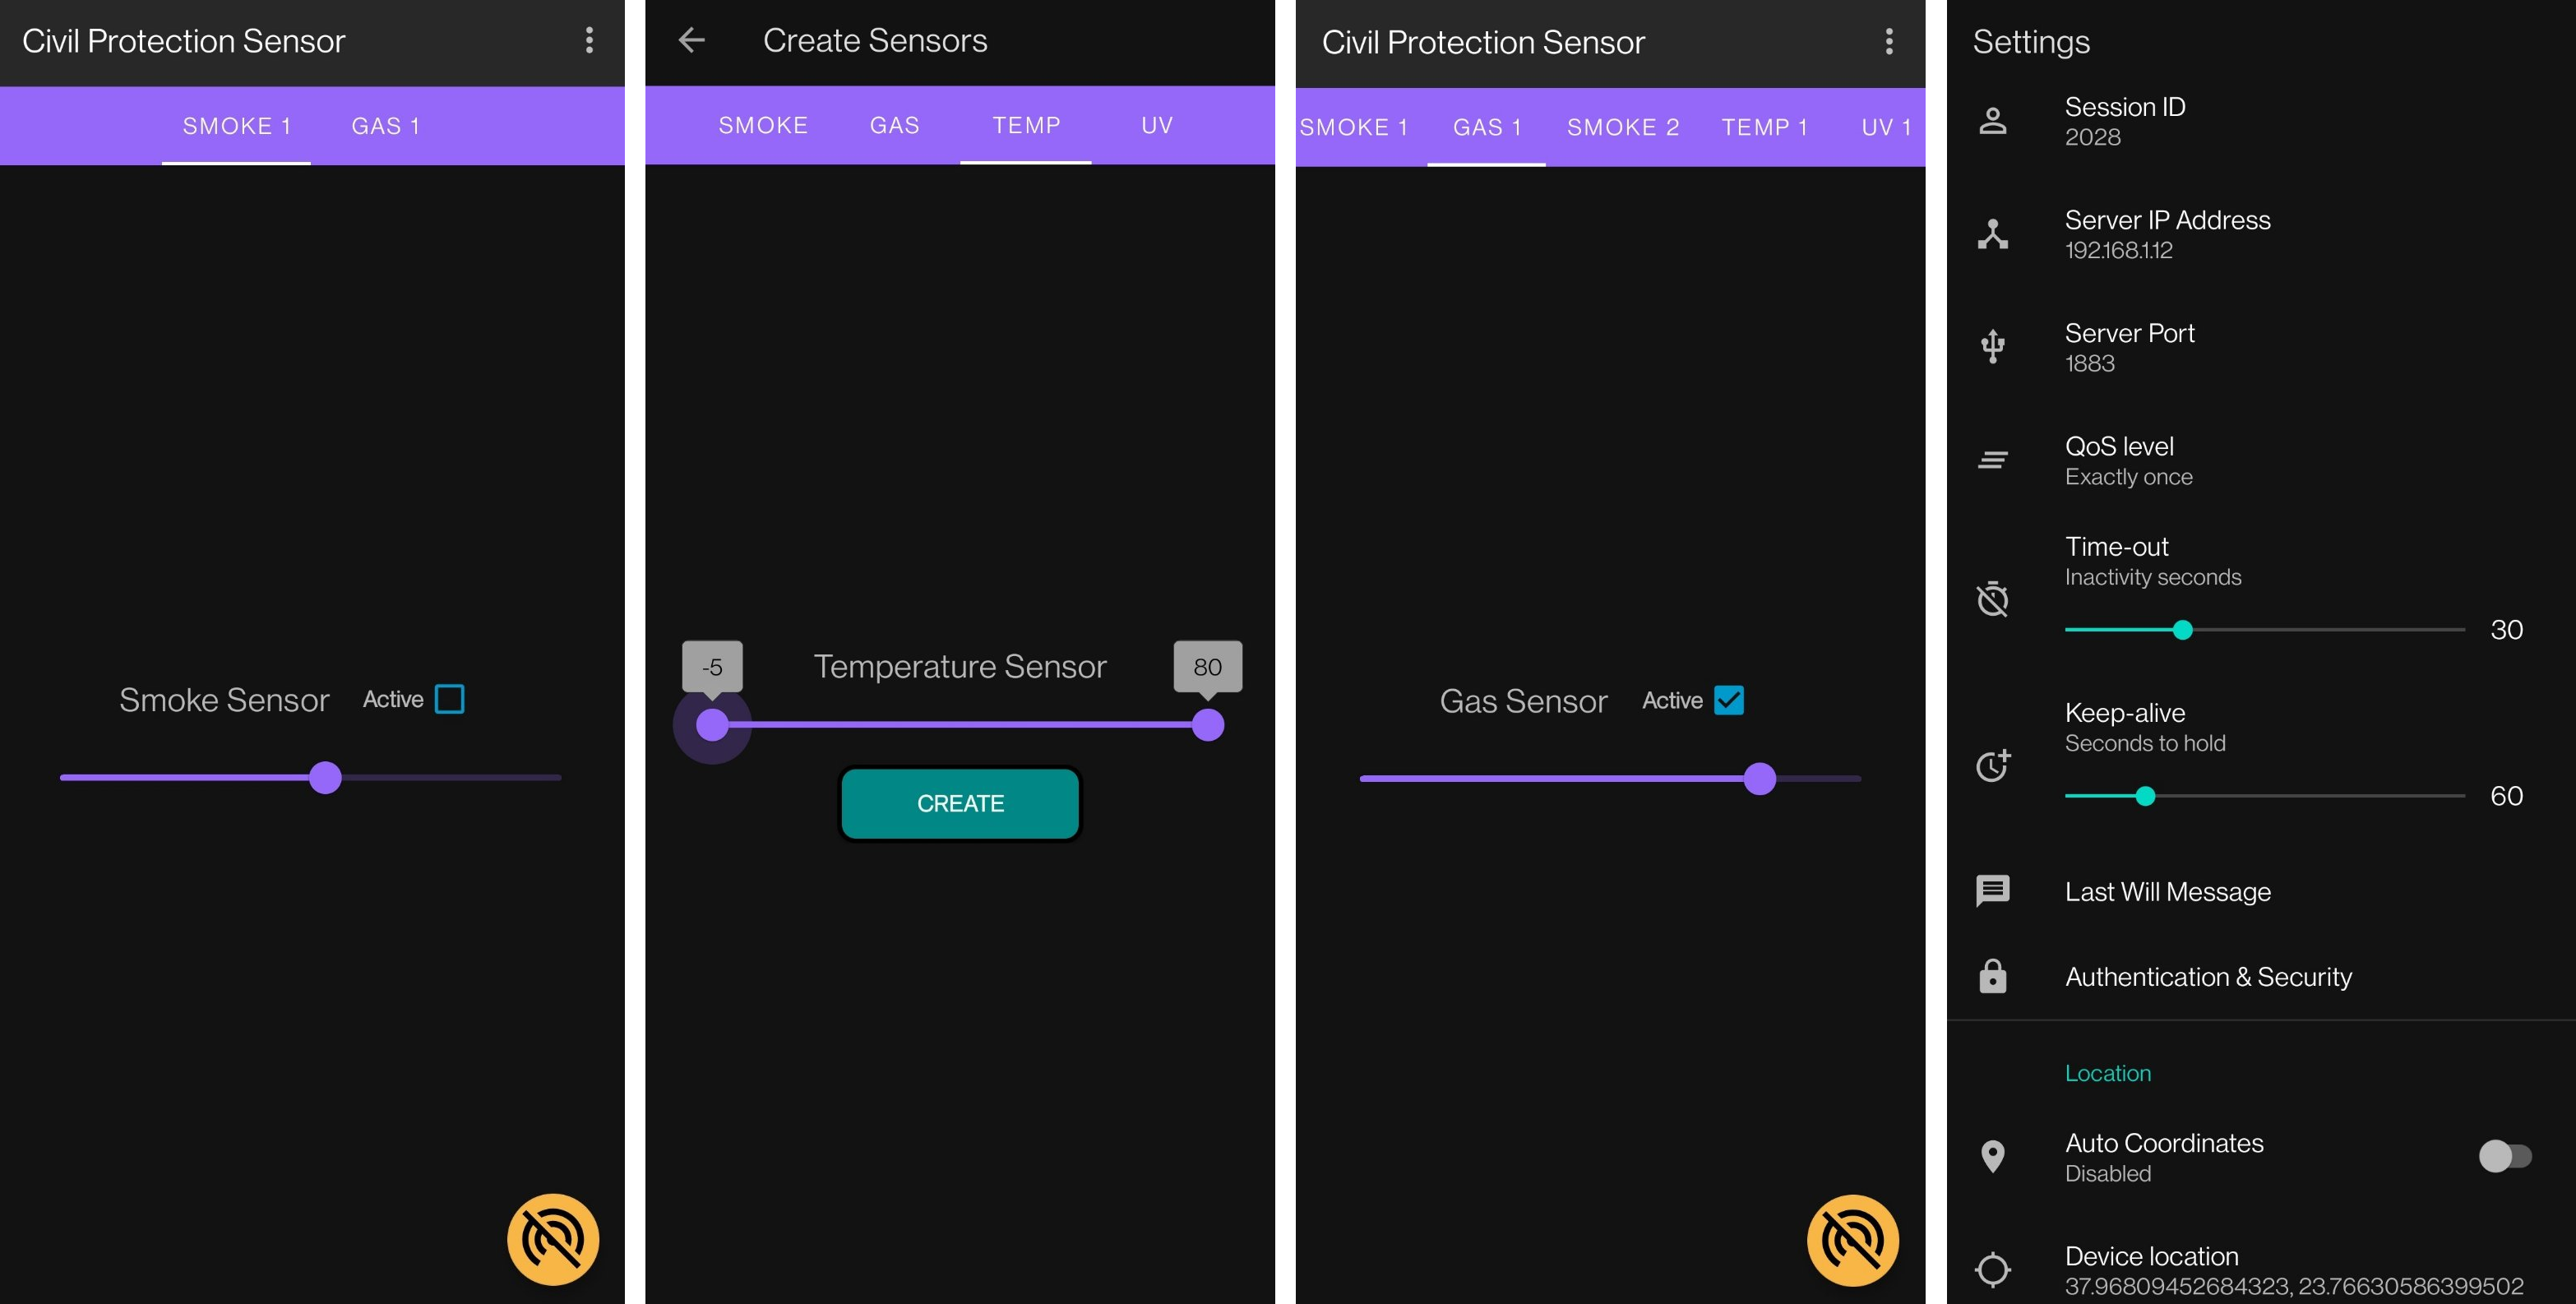 Civil Protection Sensor
SMOKE 1 GAS 1
Smoke Sensor Active
Create Sensors
SMOKE GAS TEMP UV
-5 Temperature Sensor 80
CREATE
Civil Protection Sensor
SMOKE 1 GAS 1 SMOKE 2 TEMP 1 UV 1
Gas Sensor Active
Settings
Session ID
2028
Server IP Address
192.168.1.12
Server Port
1883
QoS level
Exactly once
Time-out
Inactivity seconds
30
Keep-alive
Seconds to hold
60
Last Will Message
Authentication & Security
Location
Auto Coordinates
Disabled
Device location
37.96809452684323, 23.76630586399502